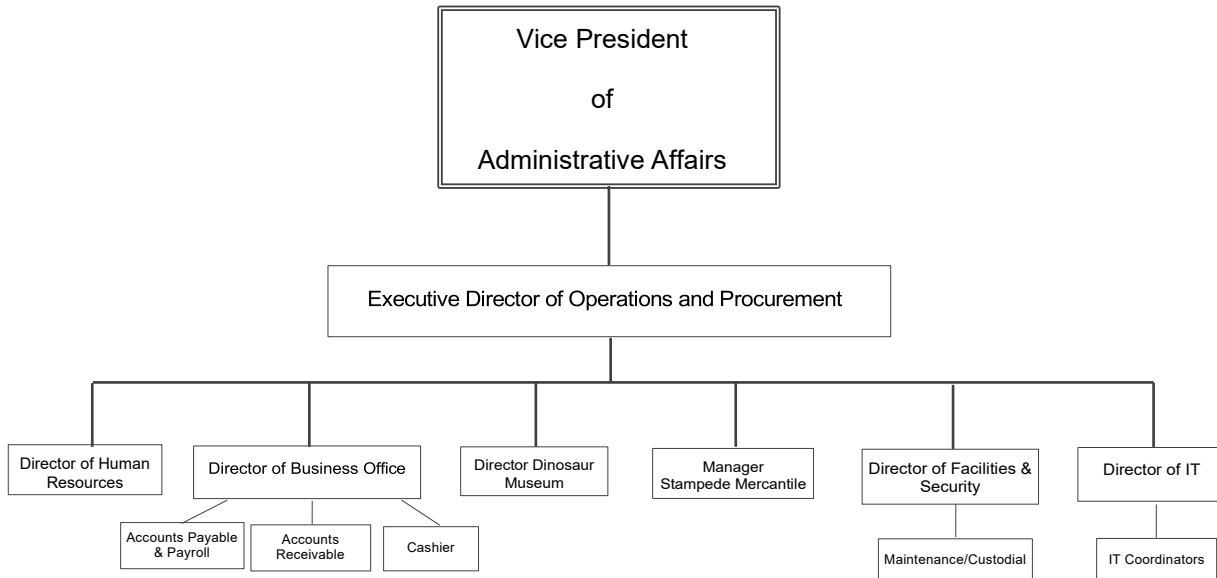 Vice President
of
Administrative Affairs
Executive Director of Operations and Procurement
Director of Human
Resources
Director of Business Office
Director Dinosaur
Museum
Manager
Stampede Mercantile
Director of Facilities &
Security
Director of IT
Accounts Payable
& Payroll
Accounts
Receivable
Cashier
Maintenance/Custodial
IT Coordinators